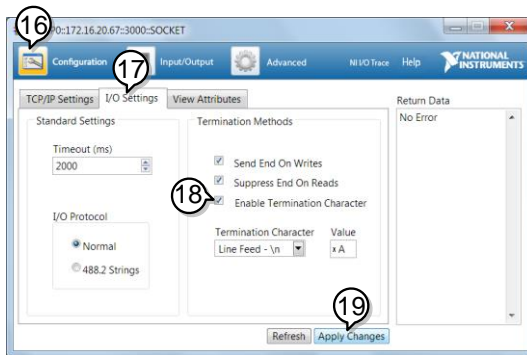 16
P0::172.16.20.67::3000::SOCKET
Configuration
17
Input/Output
Advanced
NI I/O Trace
Help
NATIONAL
INSTRUMENTS
TCP/IP Settings
I/O Settings
View Attributes
Return Data
Standard Settings
Termination Methods
No Error
Timeout (ms)
2000
Send End On Writes
Suppress End On Reads
18
Enable Termination Character
I/O Protocol
Termination Character
Value
Normal
Line Feed - \n
x A
488.2 Strings
19
Refresh
Apply Changes